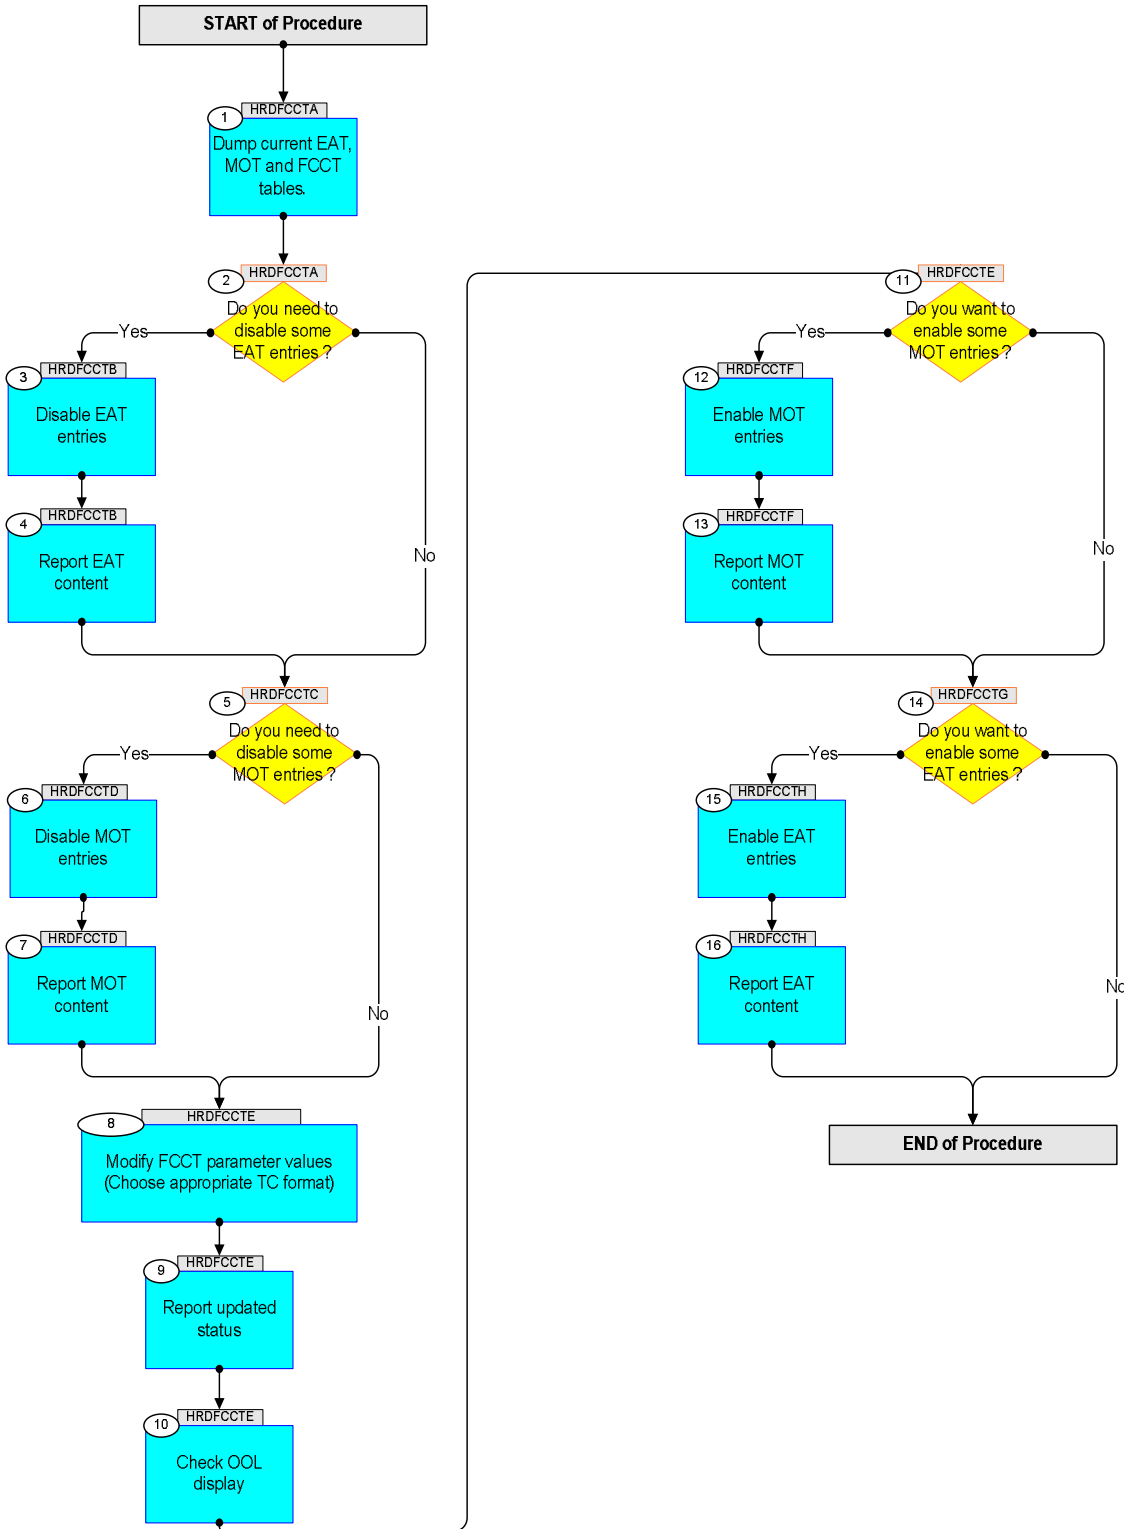 START of Procedure
HRDFCCTA
1
Dump current EAT,
MOT and FCCT
tables.
HRDFCCTA
2
Do you need to
disable some
EAT entries ?
Yes
No
HRDFCCTB
3
Disable EAT
entries
HRDFCCTB
4
Report EAT
content
HRDFCCTC
5
Do you need to
disable some
MOT entries ?
Yes
No
HRDFCCTD
6
Disable MOT
entries
HRDFCCTD
7
Report MOT
content
HRDFCCTE
8
Modify FCCT parameter values
(Choose appropriate TC format)
HRDFCCTE
9
Report updated
status
HRDFCCTE
10
Check OOL
display
HRDFCCTE
11
Do you want to
enable some
MOT entries ?
Yes
No
HRDFCCTF
12
Enable MOT
entries
HRDFCCTF
13
Report MOT
content
HRDFCCTG
14
Do you want to
enable some
EAT entries ?
Yes
No
HRDFCCTH
15
Enable EAT
entries
HRDFCCTH
16
Report EAT
content
END of Procedure